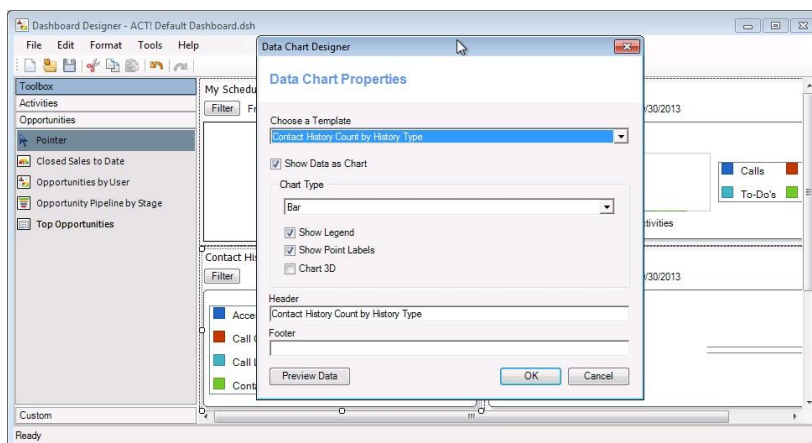 Dashboard Designer - ACT! Default Dashboard.dsh
File Edit Format Tools Help
Toolbox
Activities
Opportunities
Pointer
Closed Sales to Date
Opportunities by User
Opportunity Pipeline by Stage
Top Opportunities
Custom
Ready
My Schedu
Filter
Contact His
Filter
Call
Call
Data Chart Designer
Data Chart Properties
Choose a Template
Contact History Count by History Type
Show Data as Chart
Chart Type
Bar
Show Legend
Show Point Labels
Chart 3D
Header
Contact History Count by History Type
Footer
Preview Data OK Cancel
/30/2013
Calls
To-Do's
tivities
/30/2013